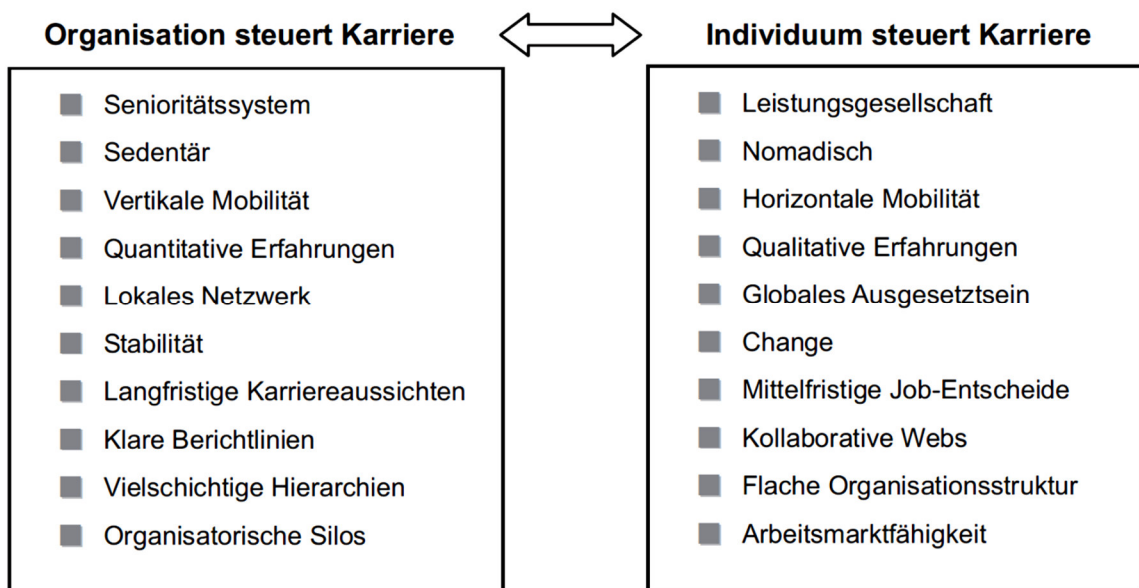 Organisation steuert Karriere
Senioritätssystem
Sedentär
Vertikale Mobilität
Quantitative Erfahrungen
Lokales Netzwerk
Stabilität
Langfristige Karriereaussichten
Klare Berichtlinien
Vielschichtige Hierarchien
Organisatorische Silos
Individuum steuert Karriere
Leistungsgesellschaft
Nomadisch
Horizontale Mobilität
Qualitative Erfahrungen
Globales Ausgesetztsein
Change
Mittelfristige Job-Entscheide
Kollaborative Webs
Flache Organisationsstruktur
Arbeitsmarktfähigkeit